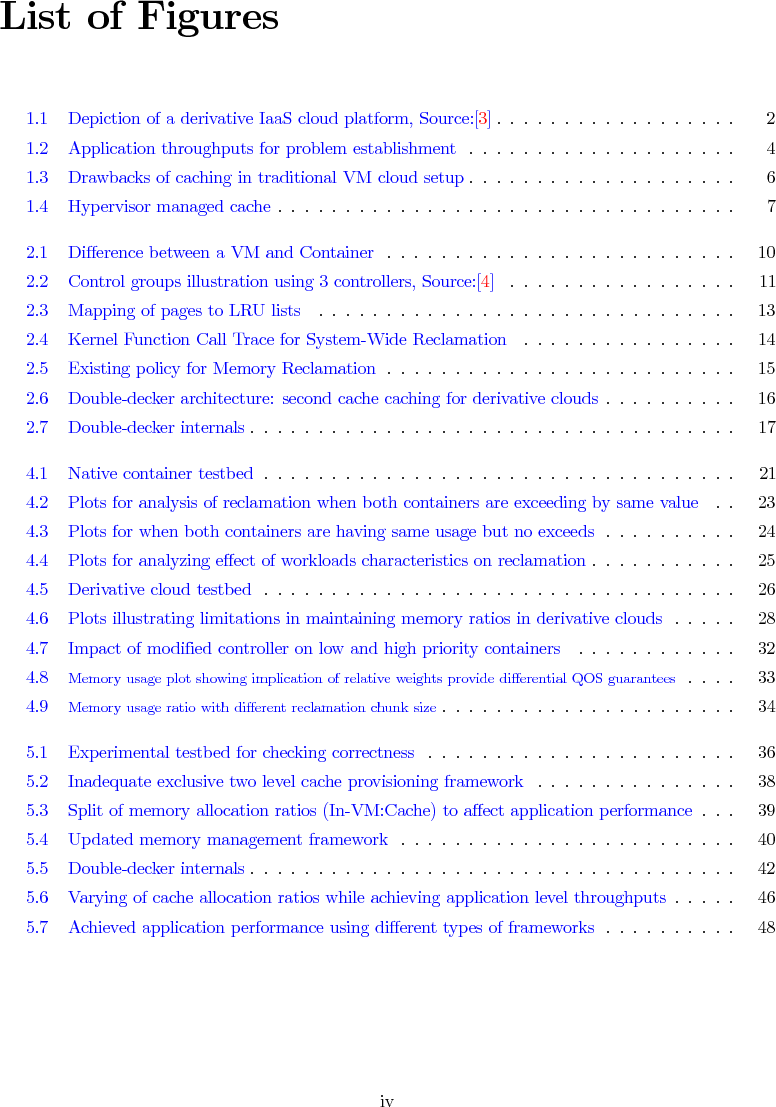 List of Figures
1.1 Depiction of a derivative IaaS cloud platform, Source:[3] . . . . . . . . . . . . . . . . . . 2
1.2 Application throughputs for problem establishment . . . . . . . . . . . . . . . . . . . . 4
1.3 Drawbacks of caching in traditional VM cloud setup . . . . . . . . . . . . . . . . . . . . 6
1.4 Hypervisor managed cache . . . . . . . . . . . . . . . . . . . . . . . . . . . . . . . . . . 7
2.1 Difference between a VM and Container . . . . . . . . . . . . . . . . . . . . . . . . . . 10
2.2 Control groups illustration using 3 controllers, Source:[4] . . . . . . . . . . . . . . . . . 11
2.3 Mapping of pages to LRU lists . . . . . . . . . . . . . . . . . . . . . . . . . . . . . . . 13
2.4 Kernel Function Call Trace for System-Wide Reclamation . . . . . . . . . . . . . . . . 14
2.5 Existing policy for Memory Reclamation . . . . . . . . . . . . . . . . . . . . . . . . . . 15
2.6 Double-decker architecture: second cache caching for derivative clouds . . . . . . . . . . 16
2.7 Double-decker internals . . . . . . . . . . . . . . . . . . . . . . . . . . . . . . . . . . . . 17
4.1 Native container testbed . . . . . . . . . . . . . . . . . . . . . . . . . . . . . . . . . . . 21
4.2 Plots for analysis of reclamation when both containers are exceeding by same value . . 23
4.3 Plots for when both containers are having same usage but no exceeds . . . . . . . . . . 24
4.4 Plots for analyzing effect of workloads characteristics on reclamation . . . . . . . . . . . 25
4.5 Derivative cloud testbed . . . . . . . . . . . . . . . . . . . . . . . . . . . . . . . . . . . 26
4.6 Plots illustrating limitations in maintaining memory ratios in derivative clouds . . . . . 28
4.7 Impact of modified controller on low and high priority containers . . . . . . . . . . . . 32
4.8 Memory usage plot showing implication of relative weights provide differential QOS guarantees . . . . 33
4.9 Memory usage ratio with different reclamation chunk size . . . . . . . . . . . . . . . . . . . . . . 34
5.1 Experimental testbed for checking correctness . . . . . . . . . . . . . . . . . . . . . . . 36
5.2 Inadequate exclusive two level cache provisioning framework . . . . . . . . . . . . . . . 38
5.3 Split of memory allocation ratios (In-VM:Cache) to affect application performance . . . 39
5.4 Updated memory management framework . . . . . . . . . . . . . . . . . . . . . . . . . 40
5.5 Double-decker internals . . . . . . . . . . . . . . . . . . . . . . . . . . . . . . . . . . . . 42
5.6 Varying of cache allocation ratios while achieving application level throughputs . . . . . 46
5.7 Achieved application performance using different types of frameworks . . . . . . . . . . 48
iv